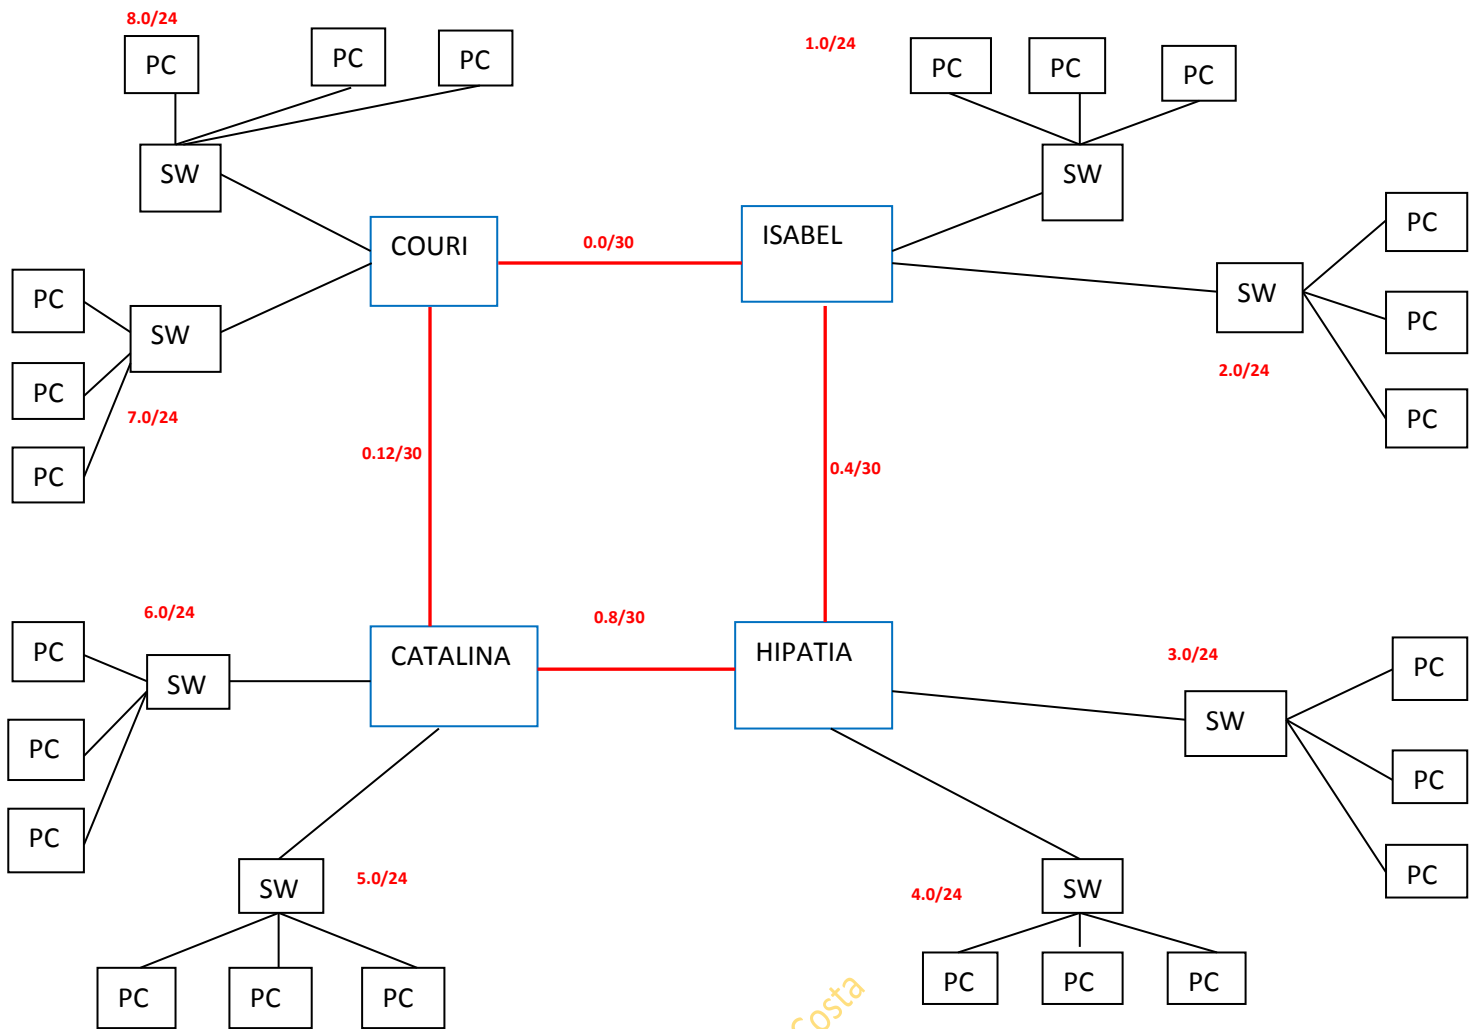 8.0/24
PC
PC
PC
1.0/24
PC
PC
PC
SW
SW
COURI
0.0/30
ISABEL
PC
PC
SW
SW
PC
PC
2.0/24
7.0/24
PC
PC
0.12/30
0.4/30
6.0/24
0.8/30
PC
SW
CATALINA
HIPATIA
3.0/24
PC
SW
PC
PC
PC
5.0/24
SW
4.0/24
SW
PC
PC
PC
PC
PC
PC
PC
Costa